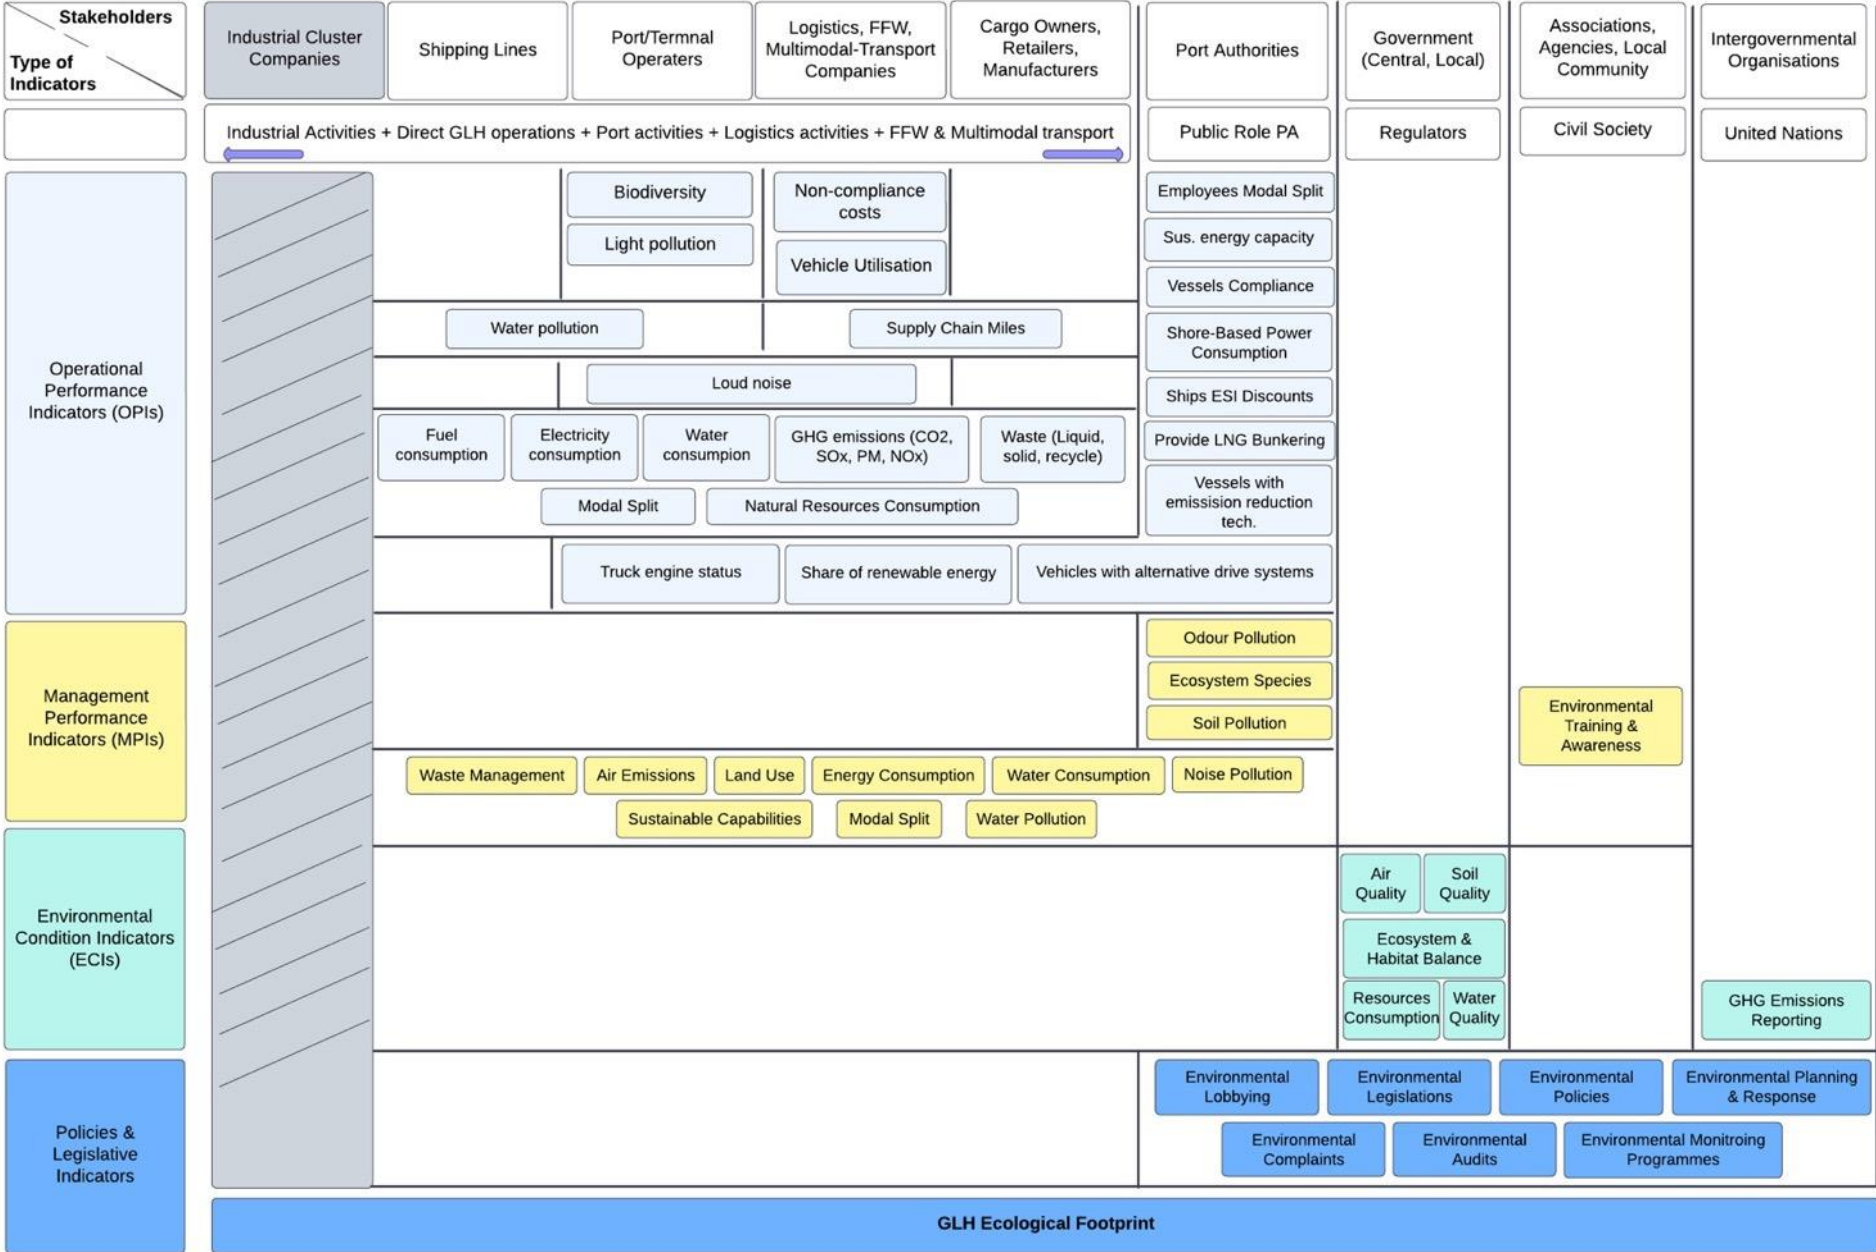 Stakeholders
Type of
Indicators
Industrial Cluster
Companies
Shipping Lines
Port/Termnal
Operaters
Logistics, FFW,
Multimodal-Transport
Companies
Cargo Owners,
Retailers,
Manufacturers
Port Authorities
Government
(Central, Local)
Associations,
Agencies, Local
Community
Intergovernmental
Organisations
Industrial Activities + Direct GLH operations + Port activities + Logistics activities + FFW & Multimodal transport
Public Role PA
Regulators
Civil Society
United Nations
Operational
Performance
Indicators (OPIs)
Biodiversity
Light pollution
Non-compliance
costs
Vehicle Utilisation
Water pollution
Supply Chain Miles
Loud noise
Fuel
consumption
Electricity
consumption
Water
consumpion
GHG emissions (CO2,
SOx, PM, NOx)
Waste (Liquid,
solid, recycle)
Modal Split
Natural Resources Consumption
Truck engine status
Share of renewable energy
Vehicles with alternative drive systems
Employees Modal Split
Sus. energy capacity
Vessels Compliance
Shore-Based Power
Consumption
Ships ESI Discounts
Provide LNG Bunkering
Vessels with
emissision reduction
tech.
Management
Performance
Indicators (MPIs)
Odour Pollution
Ecosystem Species
Soil Pollution
Environmental
Training &
Awareness
Waste Management
Air Emissions
Land Use
Energy Consumption
Water Consumption
Noise Pollution
Sustainable Capabilities
Modal Split
Water Pollution
Environmental
Condition Indicators
(ECIs)
Air
Quality
Soil
Quality
Ecosystem &
Habitat Balance
Resources
Consumption
Water
Quality
GHG Emissions
Reporting
Policies &
Legislative
Indicators
Environmental
Lobbying
Environmental
Legislations
Environmental
Policies
Environmental Planning
& Response
Environmental
Complaints
Environmental
Audits
Environmental Monitroing
Programmes
GLH Ecological Footprint